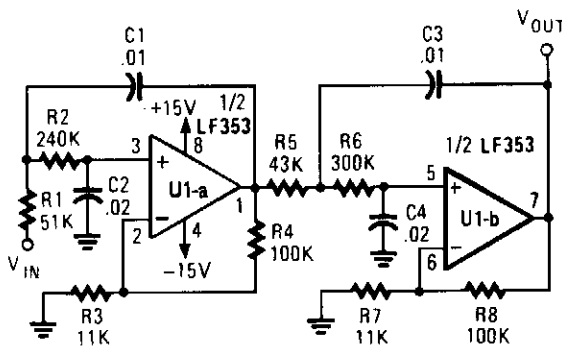 C1
.01
C3
.01
VOUT
+15V
1/2
LF353
R2
240K
3
8
+
U1-a
R5
43K
R6
300K
1/2 LF353
5
+
U1-b
7
R1
51K
C2
.02
2
−
4
1
R4
100K
C4
.02
6
−
VIN
−15V
R3
11K
R7
11K
R8
100K